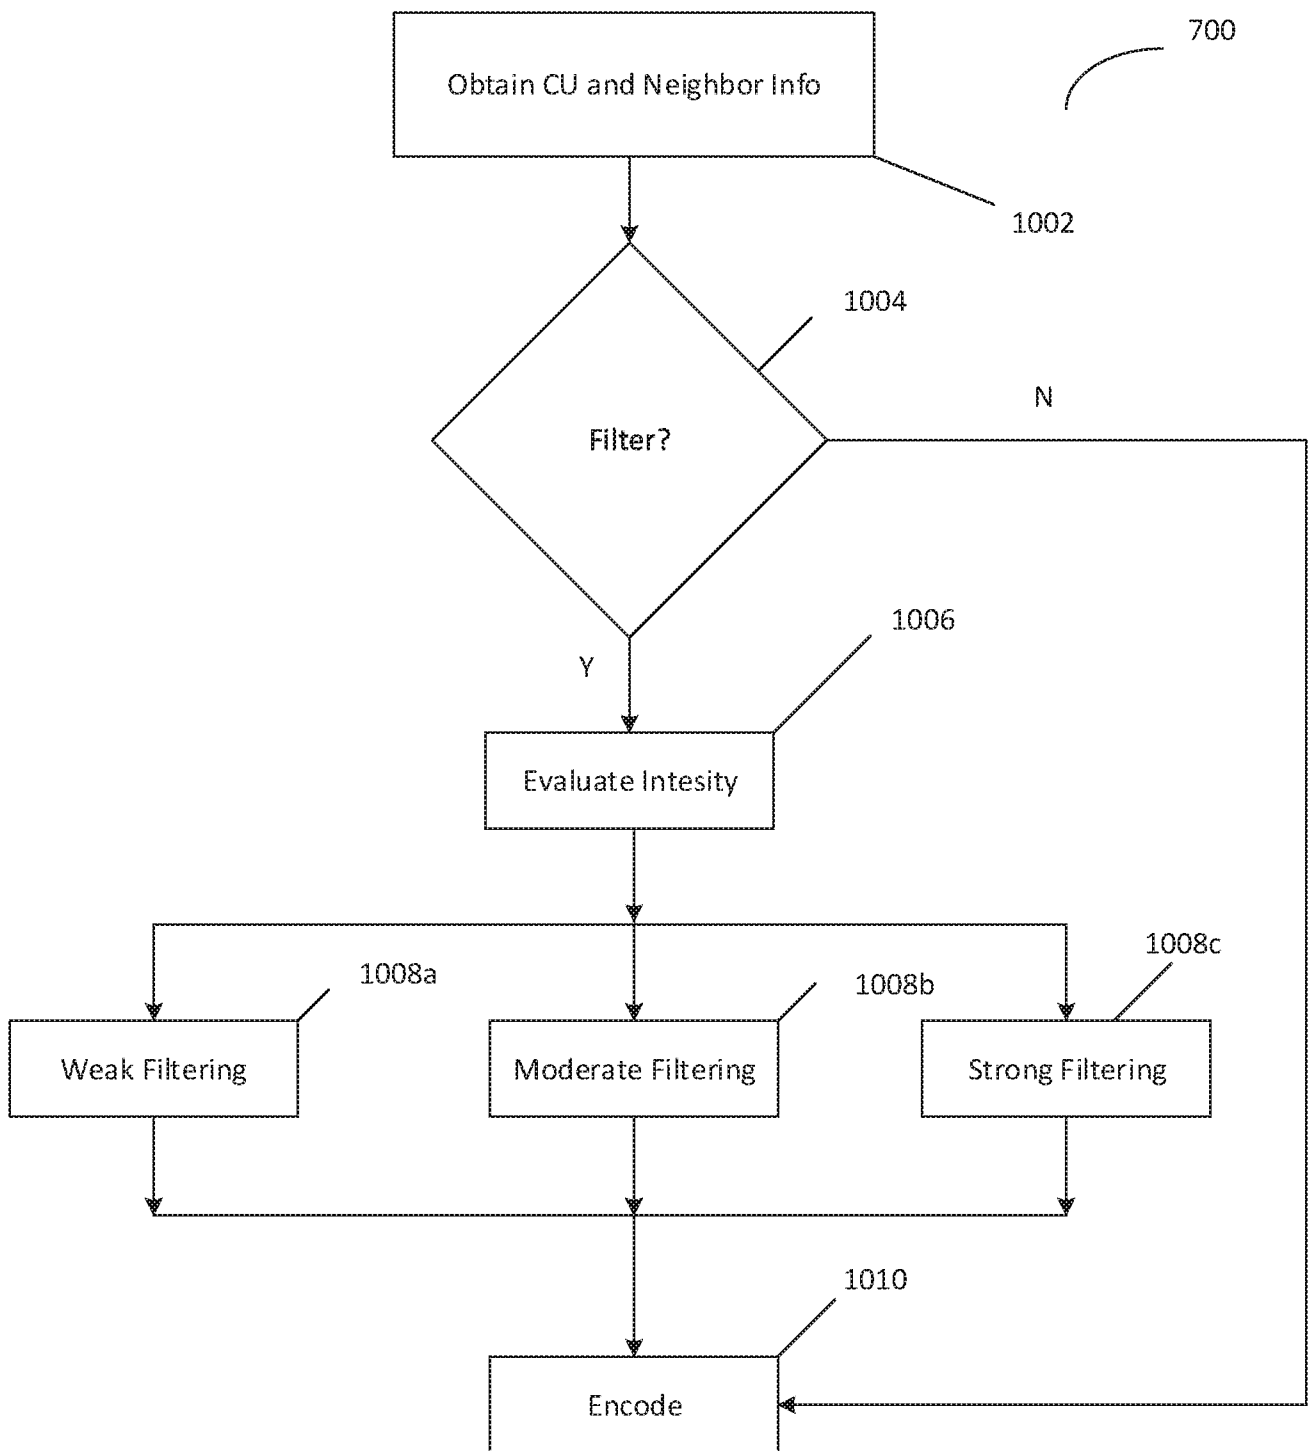 700
Obtain CU and Neighbor Info
1002
1004
N
Filter?
1006
Y
Evaluate Intesity
1008a
1008b
1008c
Weak Filtering
Moderate Filtering
Strong Filtering
1010
Encode